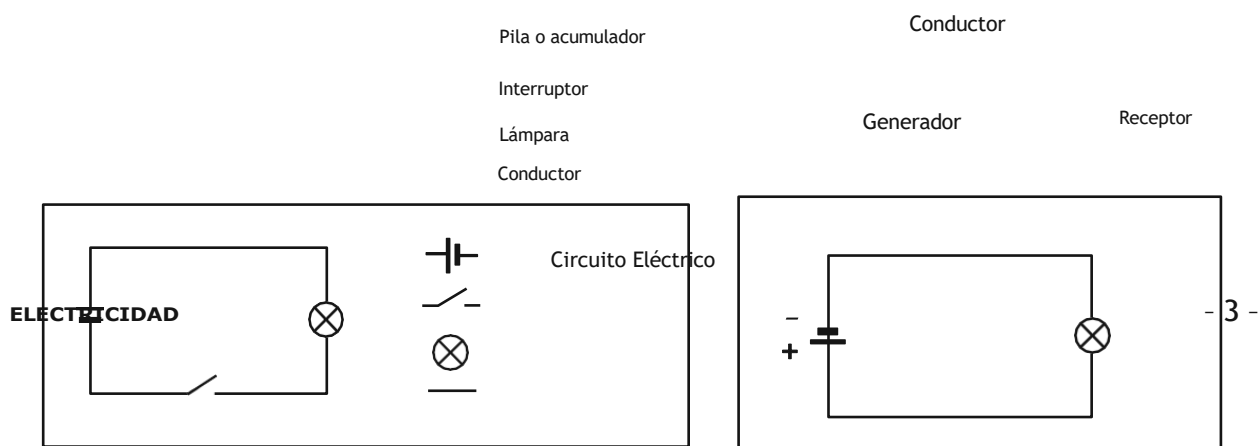 Conductor
Pila o acumulador
Interruptor
Generador
Receptor
Lámpara
Conductor
Circuito Eléctrico
ELECTRICIDAD
- 3 -
–
+